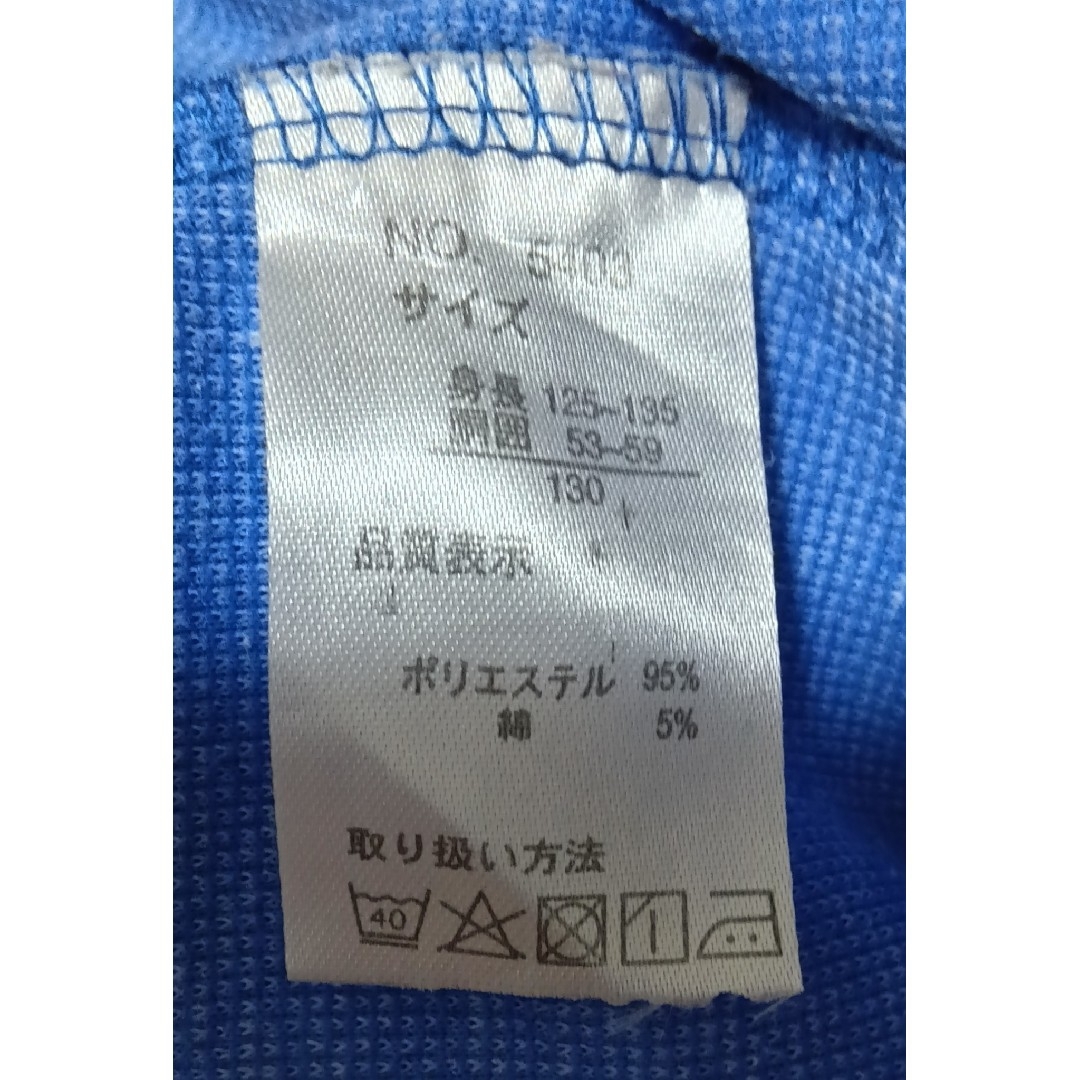 NO.
サイズ
身長 125~135
胴囲 53~59
130
品質表示
ポリエステル 95%
綿 5%
取り扱い方法
40